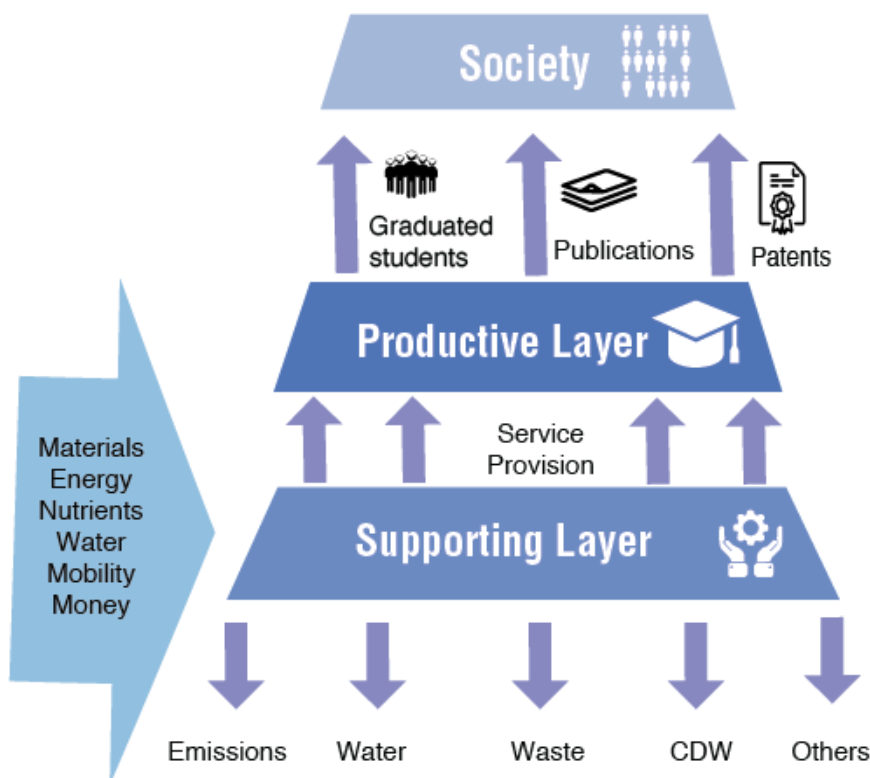 Society
Graduated
students
Publications
Patents
Productive Layer
Materials
Energy
Nutrients
Water
Mobility
Money
Service
Provision
Supporting Layer
Emissions
Water
Waste
CDW
Others